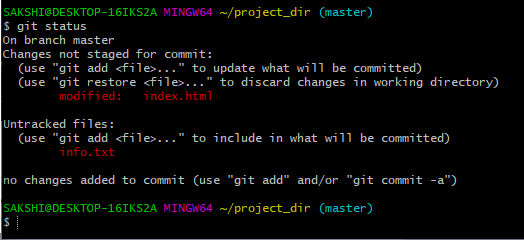 SAKSHI@DESKTOP-16IKS2A MINGW64 ~/project_dir (master)
$ git status
On branch master
Changes not staged for commit:
  (use "git add <file>..." to update what will be committed)
  (use "git restore <file>..." to discard changes in working directory)
        modified:   index.html

Untracked files:
  (use "git add <file>..." to include in what will be committed)
        info.txt

no changes added to commit (use "git add" and/or "git commit -a")

SAKSHI@DESKTOP-16IKS2A MINGW64 ~/project_dir (master)
$